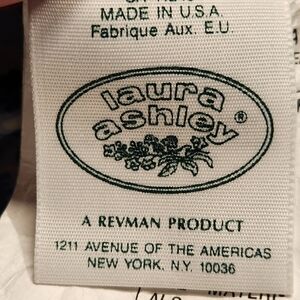 MADE IN U.S.A
Fabrique Aux. E.U.
laura
ashley ®
A REVMAN PRODUCT
1211 AVENUE OF THE AMERICAS
NEW YORK, N.Y. 10036